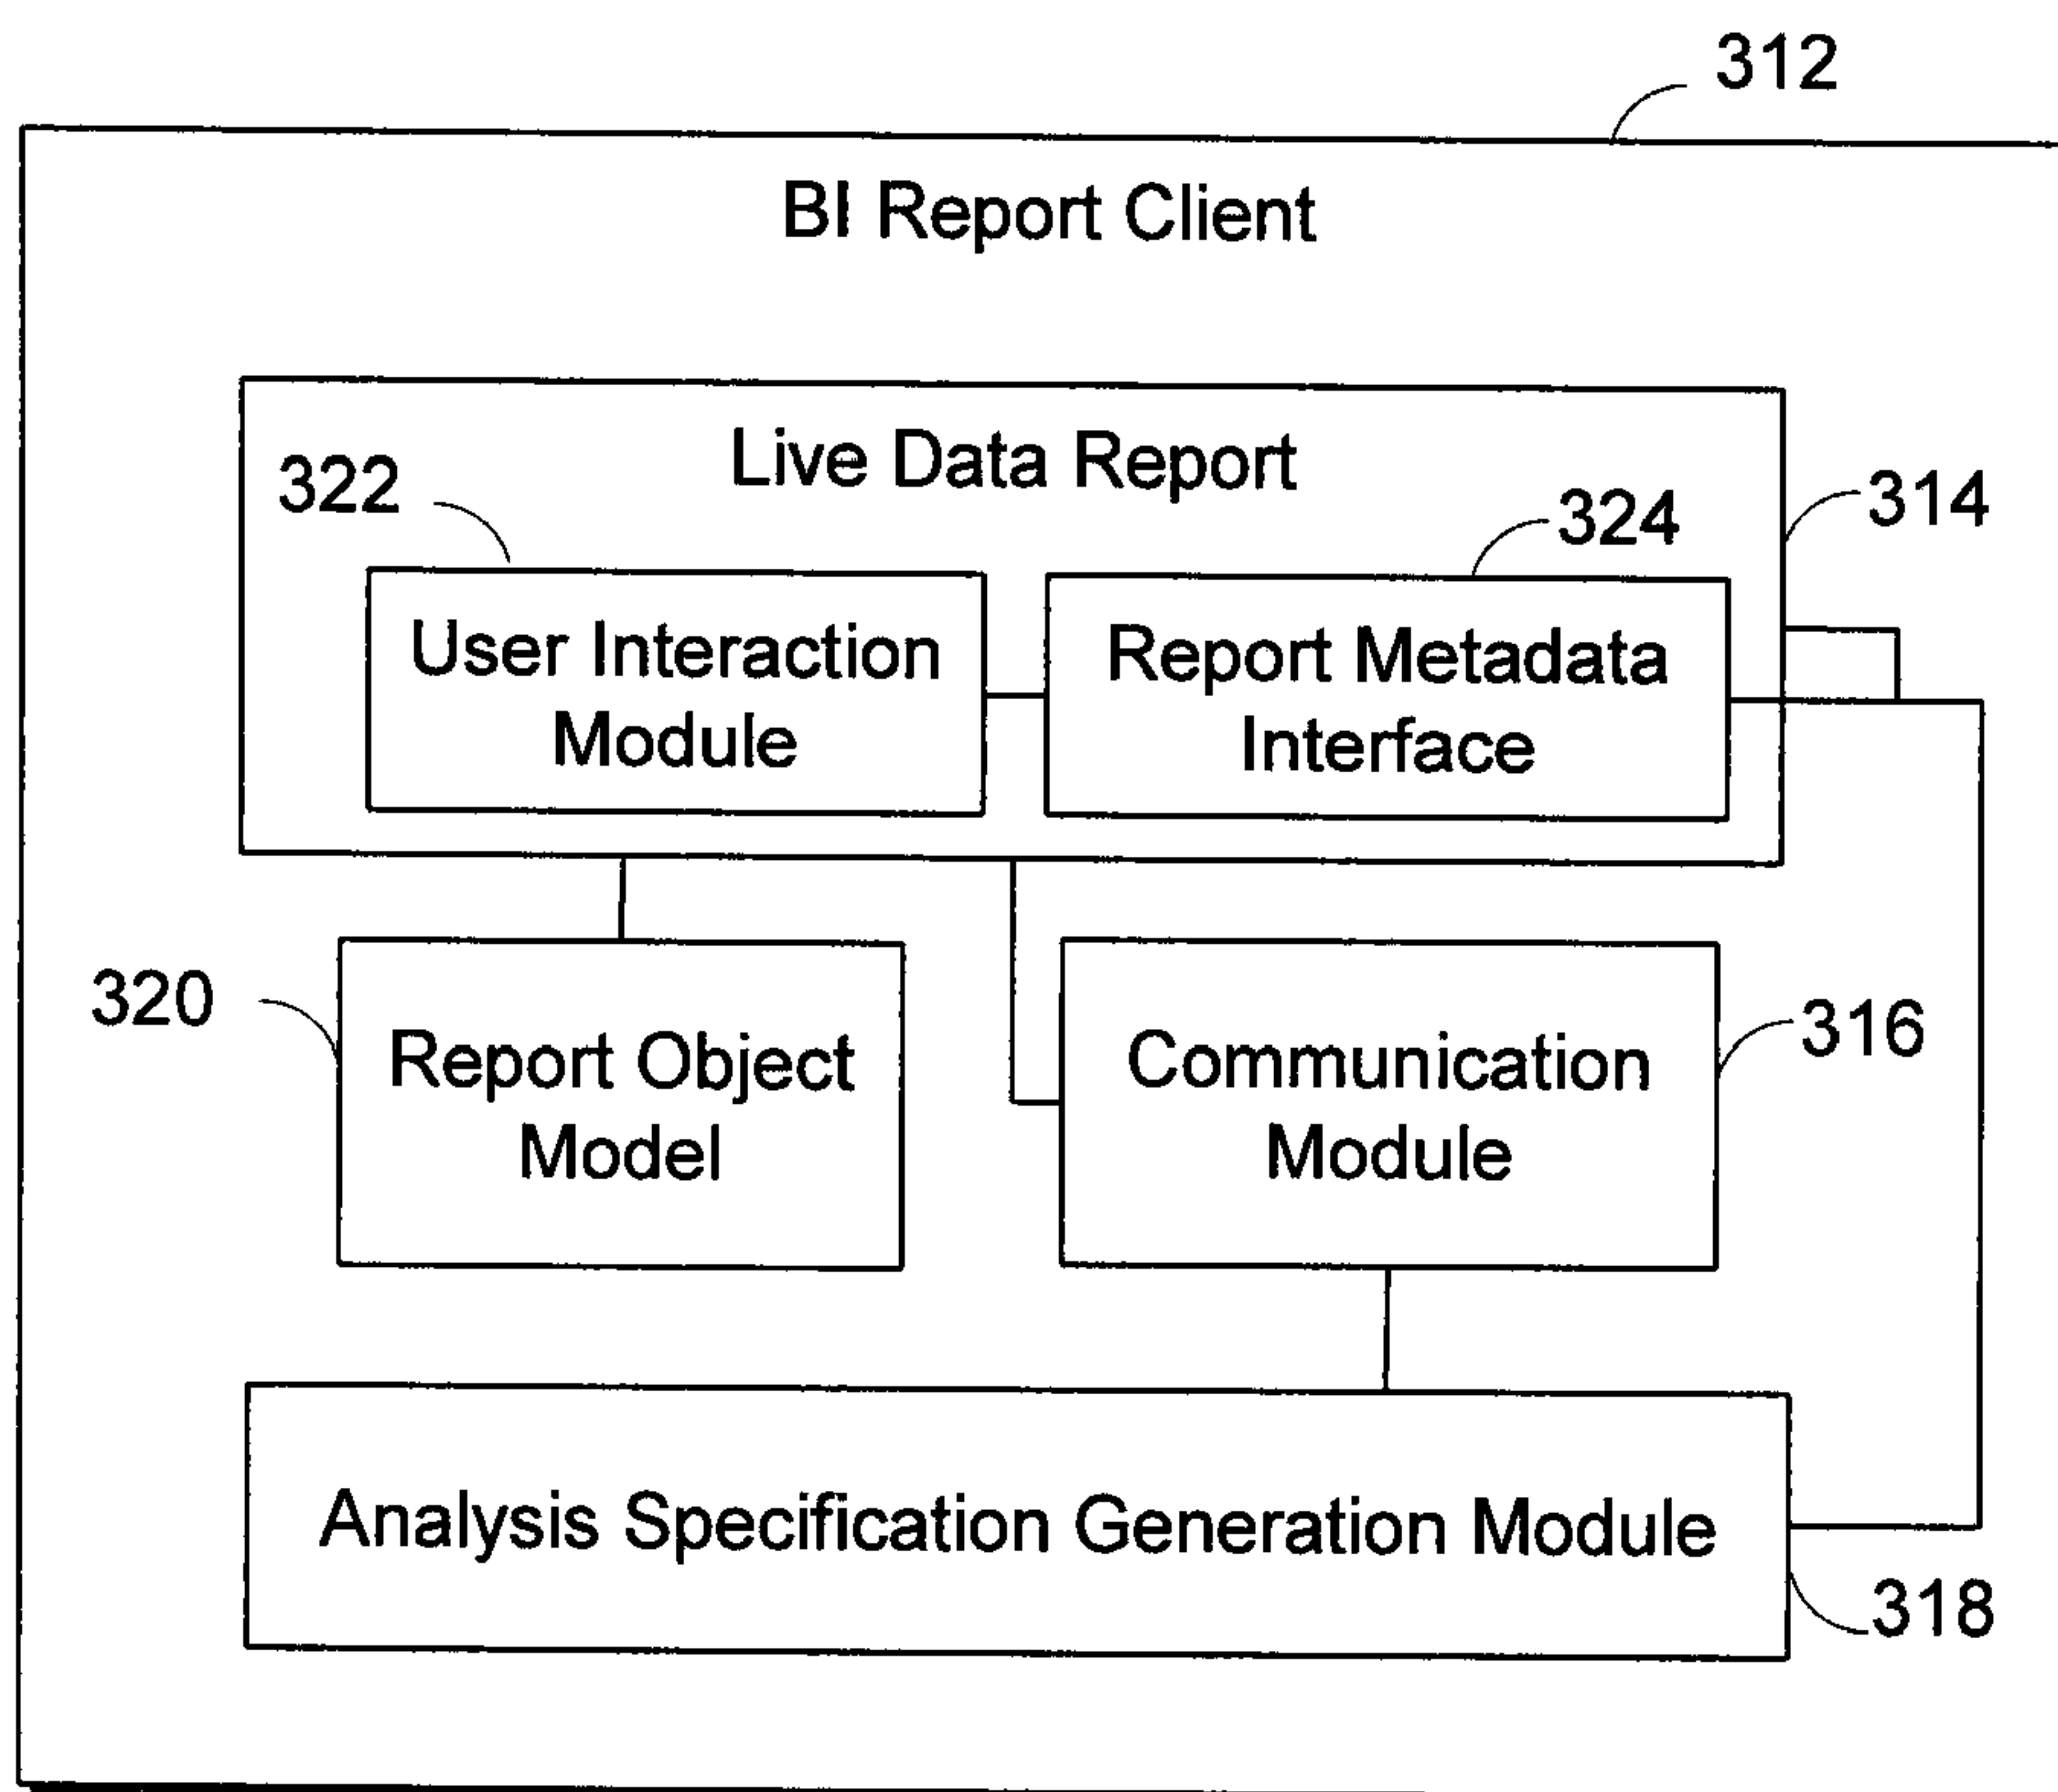 312
BI Report Client
Live Data Report
322
324
314
User Interaction
Module
Report Metadata
Interface
320
Report Object
Model
Communication
Module
316
Analysis Specification Generation Module
318